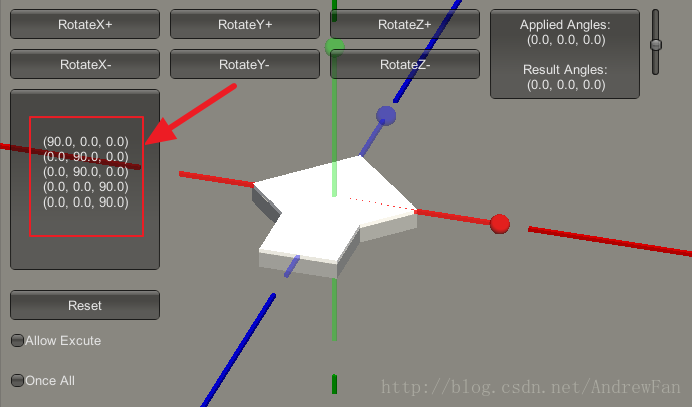 RotateX+
RotateY+
RotateZ+
RotateX-
RotateY-
RotateZ-
Applied Angles:
(0.0, 0.0, 0.0)
Result Angles:
(0.0, 0.0, 0.0)
(90.0, 0.0, 0.0)
(0.0, 90.0, 0.0)
(0.0, 90.0, 0.0)
(0.0, 0.0, 90.0)
(0.0, 0.0, 90.0)
Reset
Allow Excute
Once All
http://blog.csdn.net/AndrewFan